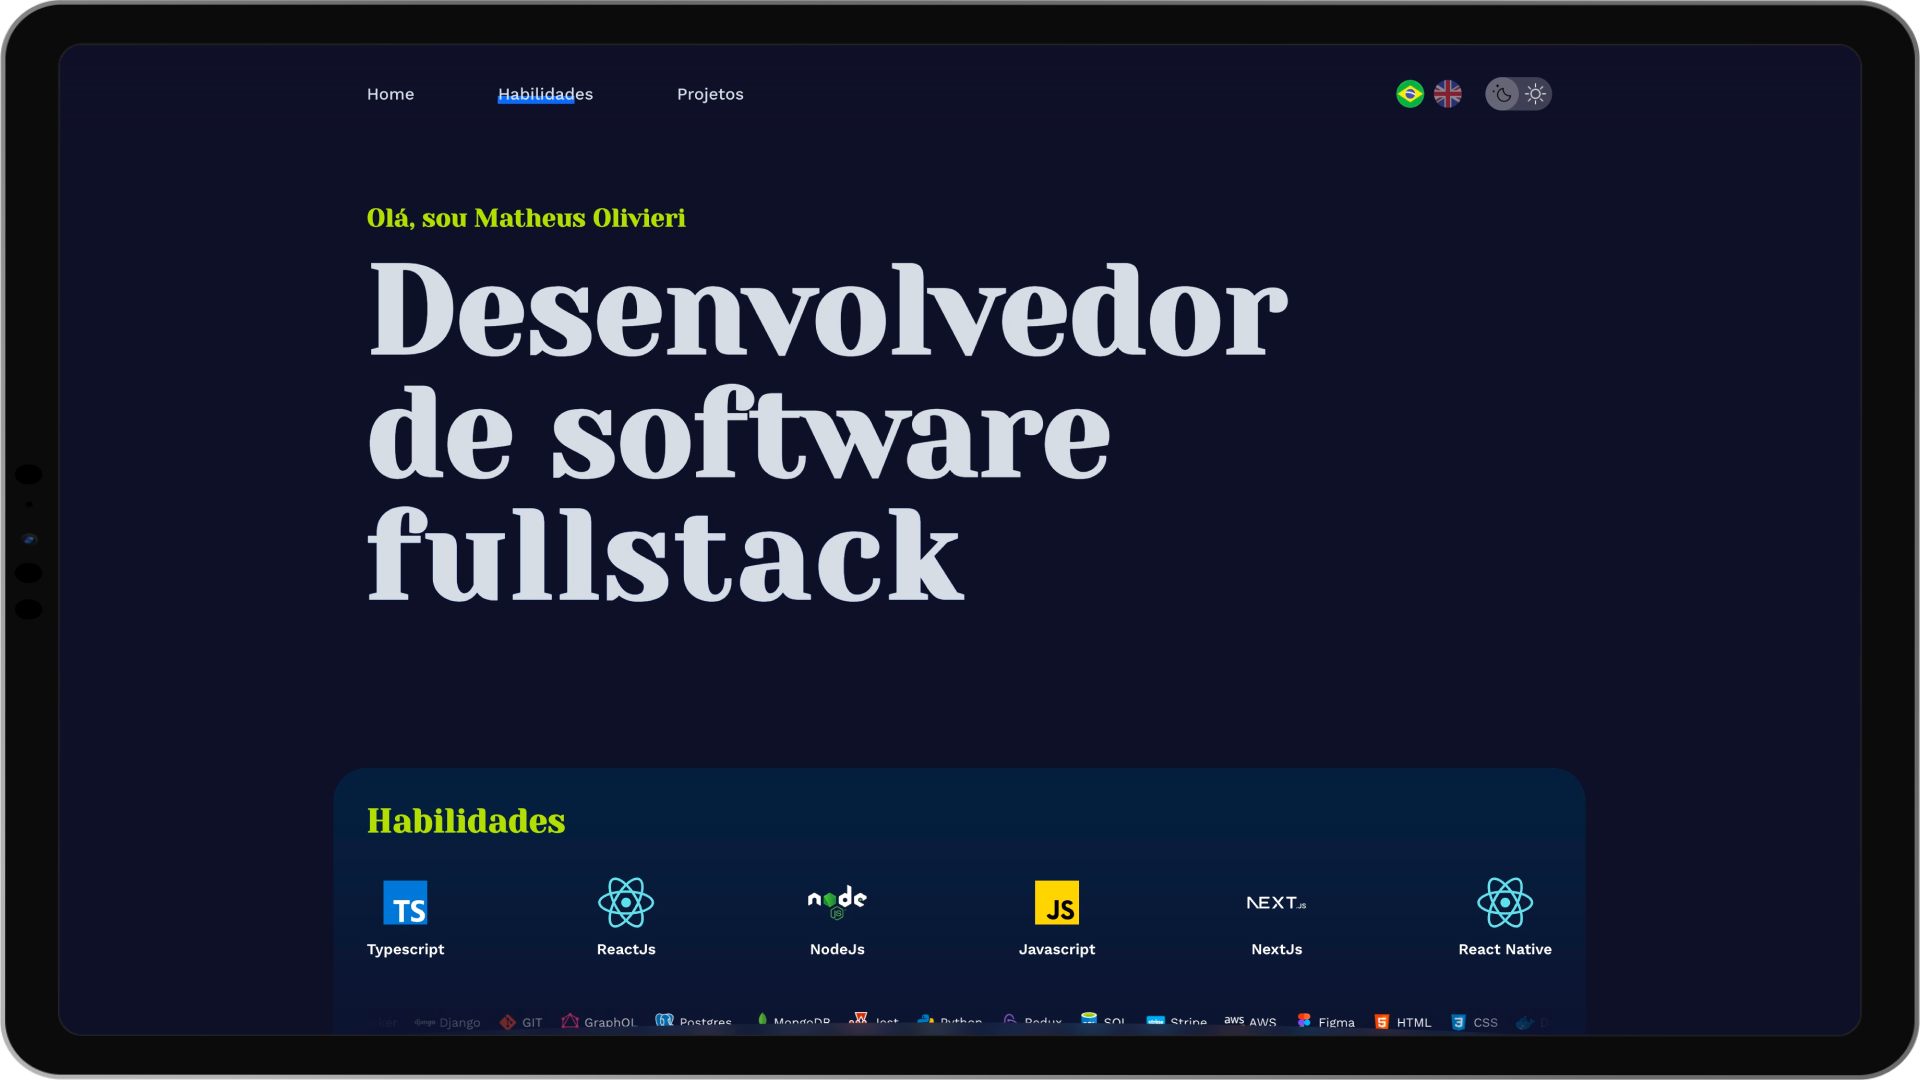 Home Habilidades Projetos
Olá, sou Matheus Olivieri
Desenvolvedor
de software
fullstack
Habilidades
TS
node
JS
JS
NEXT.JS
Typescript ReactJs NodeJs Javascript NextJs React Native
django Django GIT GraphQL Postgres MongoDB Jest Python Redux SQL Stripe aws AWS Figma HTML CSS